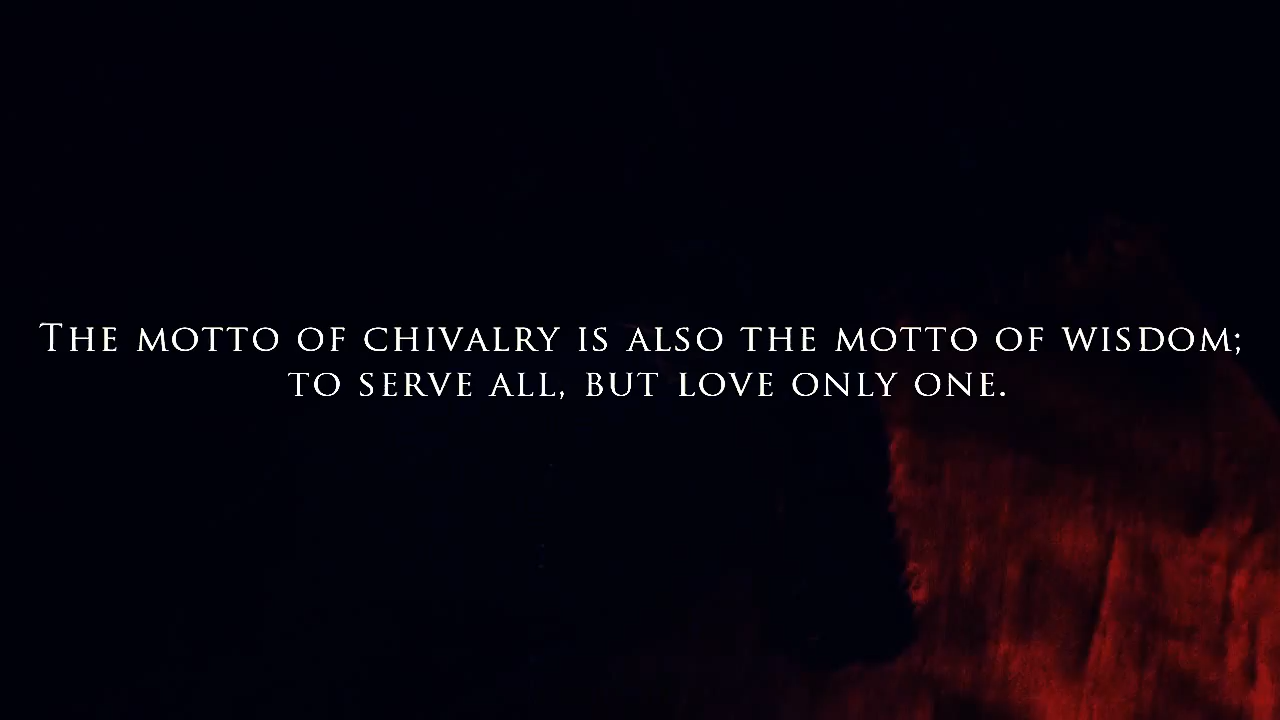 The motto of chivalry is also the motto of wisdom;
to serve all, but love only one.